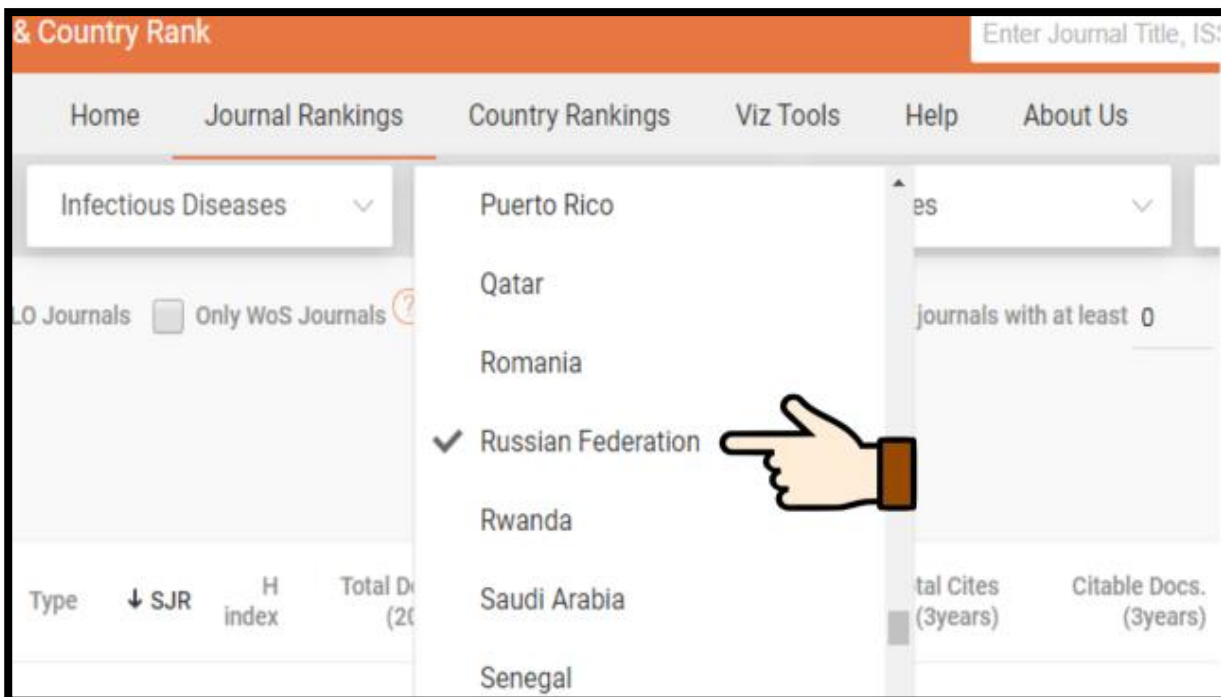 & Country Rank
Enter Journal Title, IS
Home Journal Rankings Country Rankings Viz Tools Help About Us
Infectious Diseases
Puerto Rico
es
Qatar
LO Journals Only WoS Journals ?
journals with at least 0
Romania
Russian Federation
Rwanda
Type ↓ SJR H index Total D (20
tal Cites (3years) Citable Docs. (3years)
Saudi Arabia
Senegal